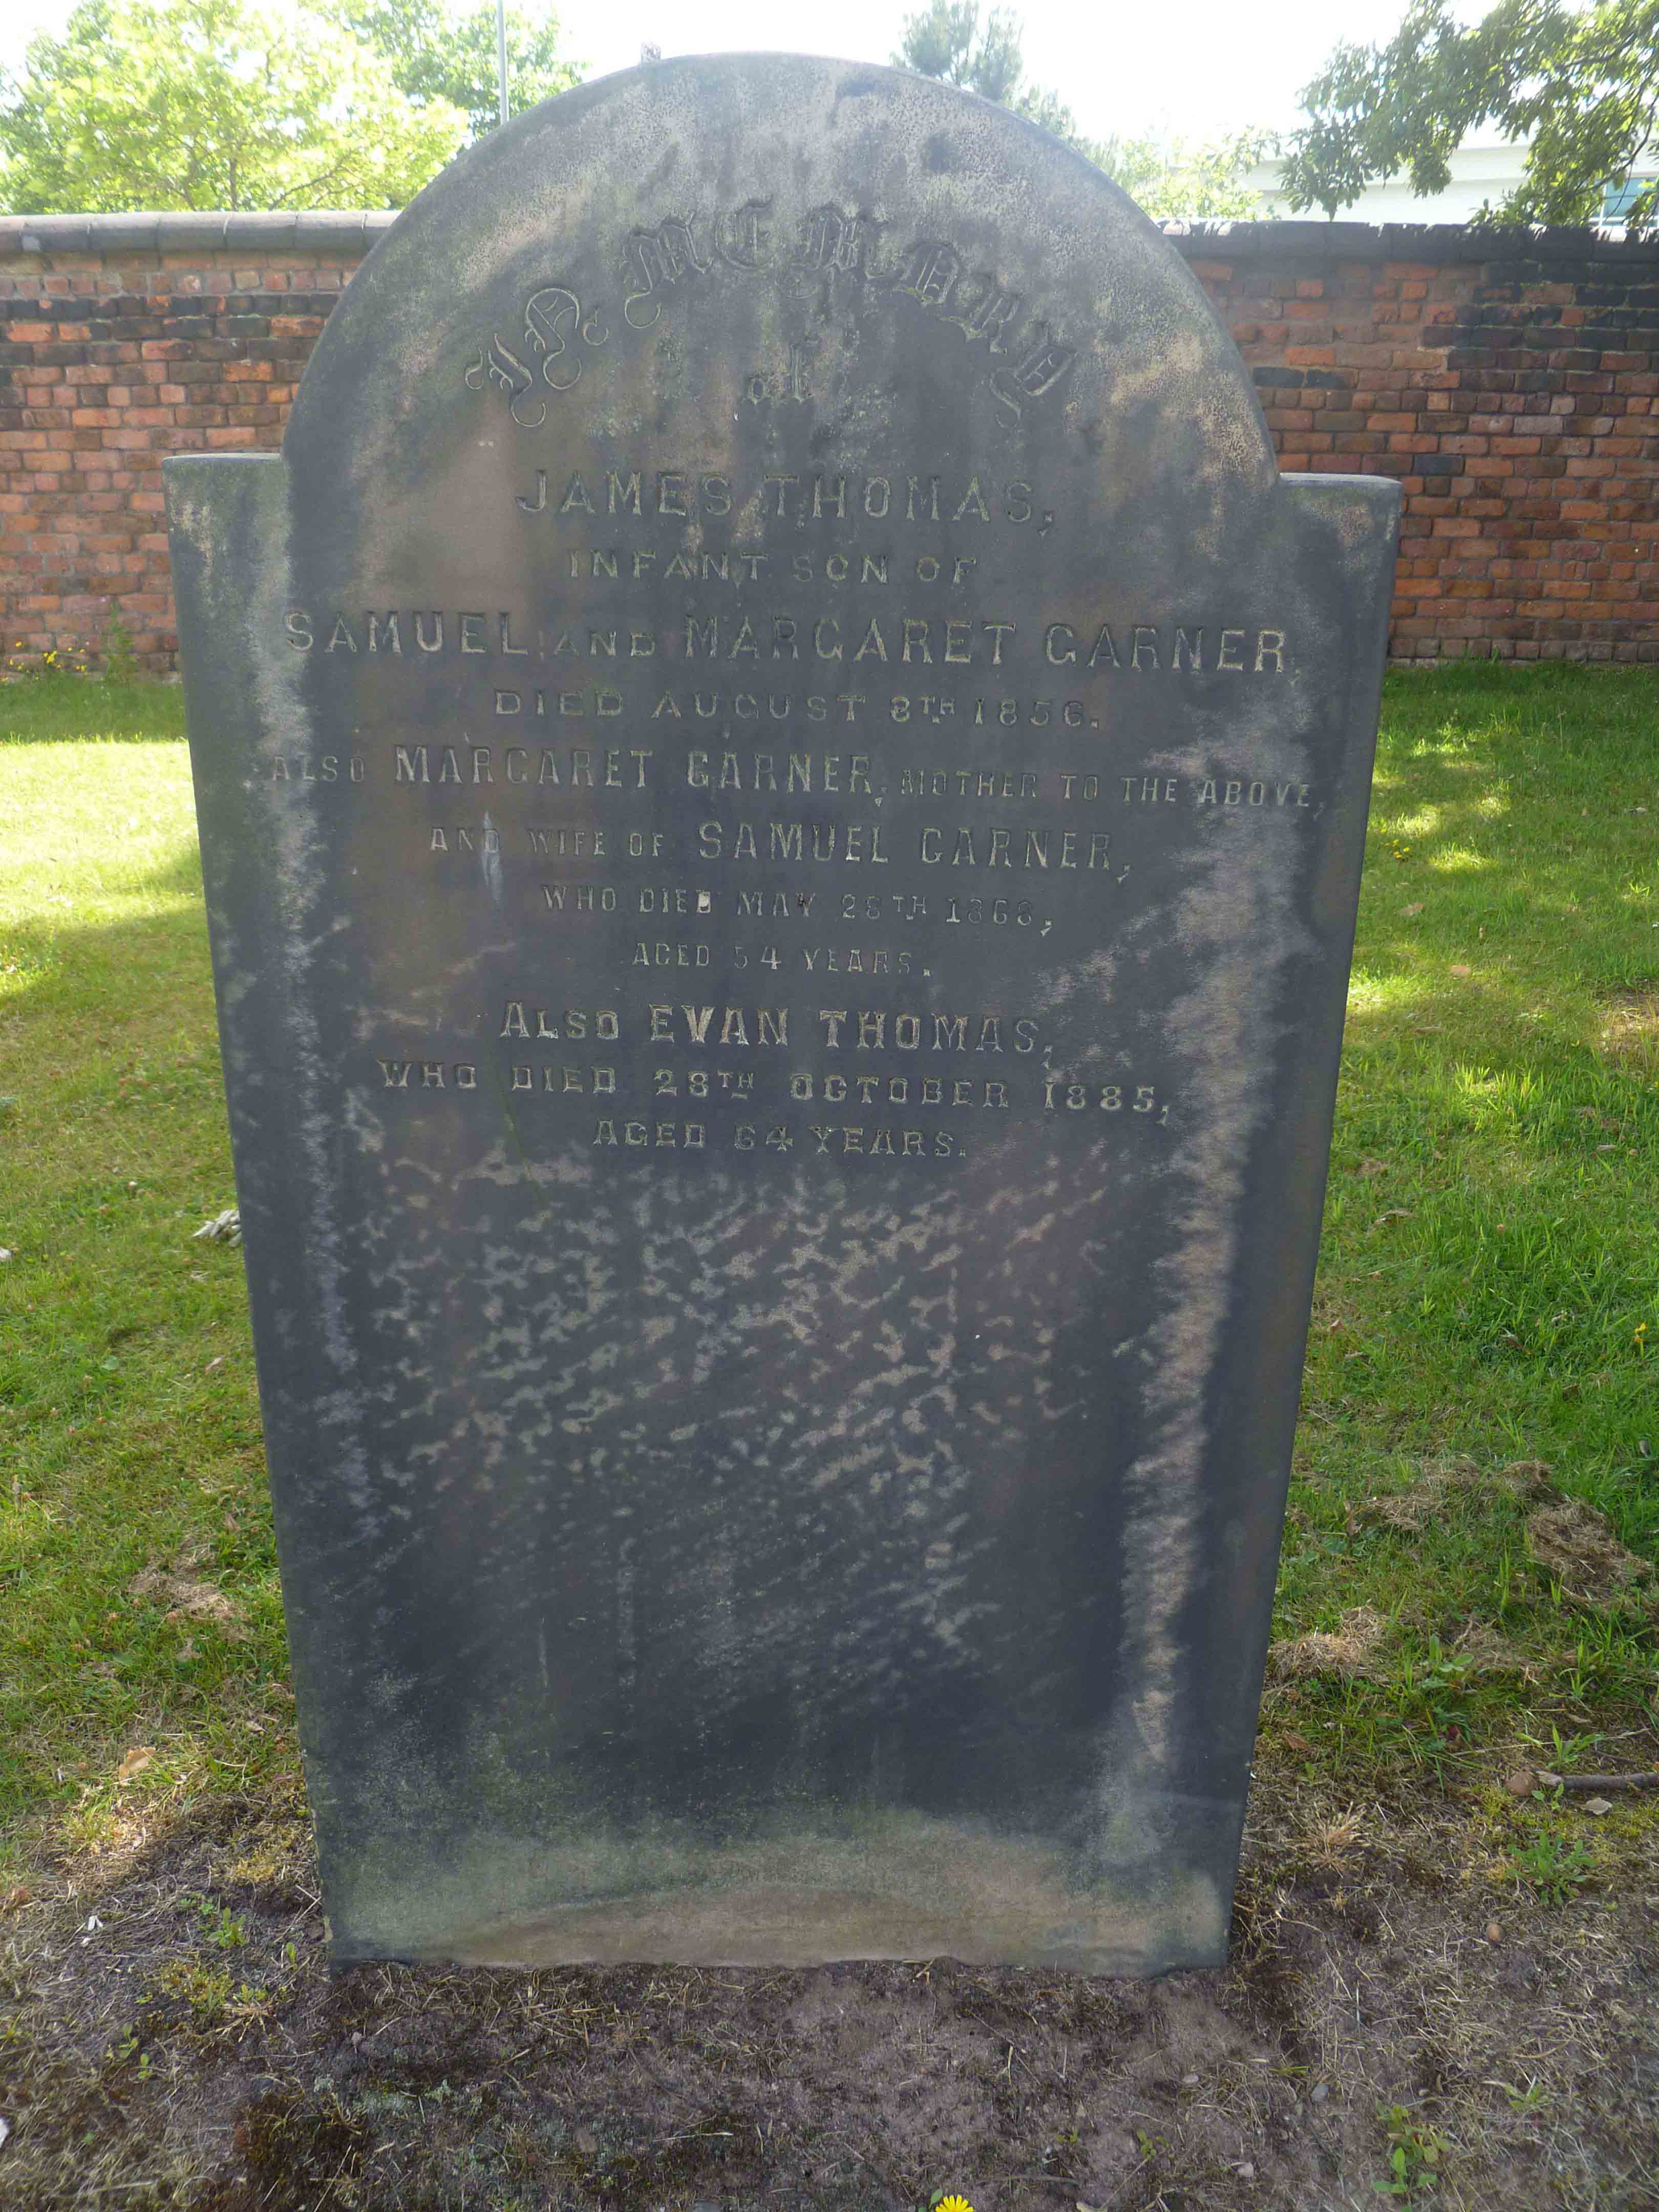 In Memory
of
JAMES THOMAS,
INFANT SON OF
SAMUEL AND MARGARET GARNER,
DIED AUGUST 8TH 1856.
ALSO MARGARET GARNER, MOTHER TO THE ABOVE,
AND WIFE OF SAMUEL GARNER,
WHO DIED MAY 28TH 1868,
AGED 54 YEARS.
ALSO EVAN THOMAS,
WHO DIED 28TH OCTOBER 1885,
AGED 64 YEARS.